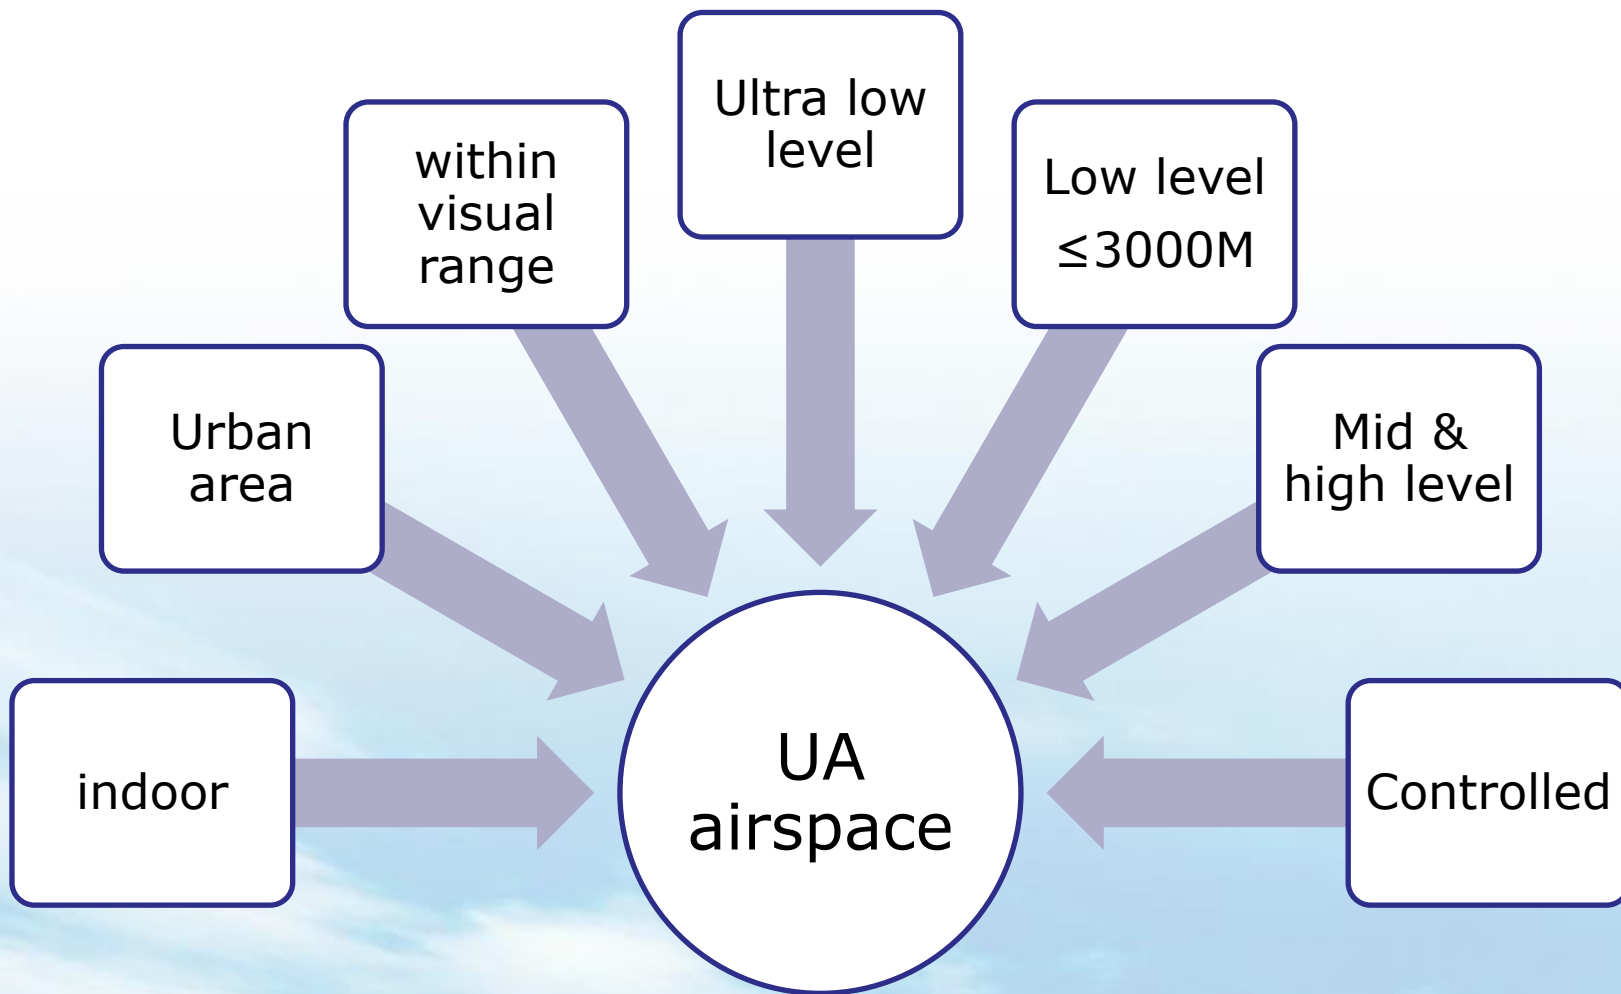 Ultra low
level
within
visual
range
Low level
≤3000M
Urban
area
Mid &
high level
indoor
UA
airspace
Controlled